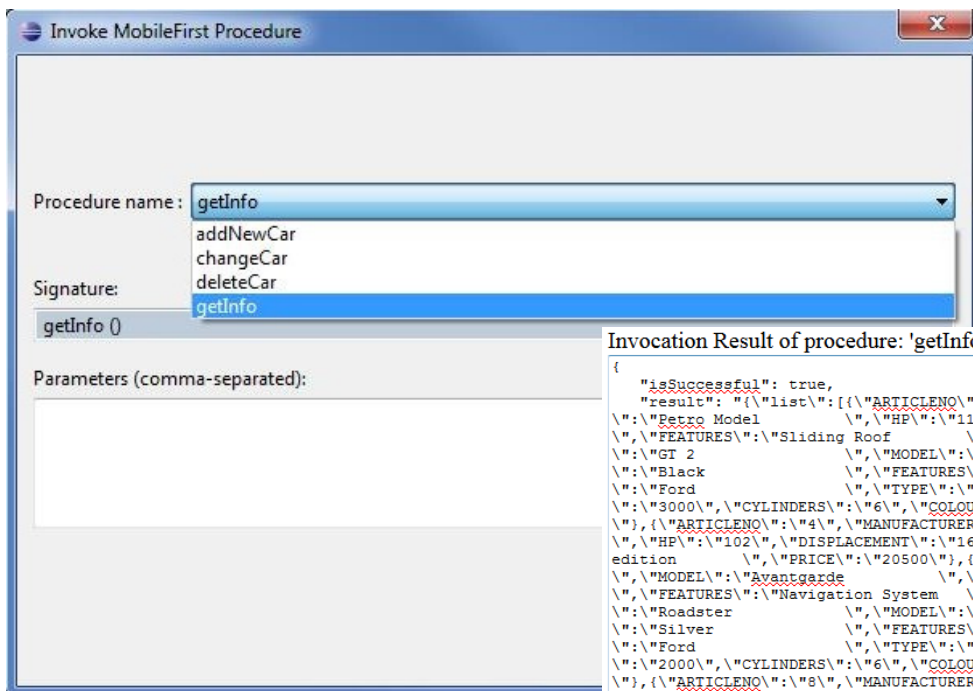 Invoke MobileFirst Procedure
X
Procedure name : getInfo
addNewCar
changeCar
deleteCar
getInfo
Signature:
getInfo ()
Parameters (comma-separated):
Invocation Result of procedure: 'getInfo
{
"isSuccessful": true,
"result": "{\"list\":[{\"ARTICLENO\"
\":\"Petro Model \",\"HP\":\"11
\",\"FEATURES\":\"Sliding Roof \
\":\"GT 2 \",\"MODEL\":\
\":\"Black \",\"FEATURES\
\":\"Ford \",\"TYPE\":\"
\":\"3000\",\"CYLINDERS\":\"6\",\"COLOU
\"},{\"ARTICLENO\":\"4\",\"MANUFACTURER
\",\"HP\":\"102\",\"DISPLACEMENT\":\"16
edition \",\"PRICE\":\"20500\"},{
\",\"MODEL\":\"Avantgarde \",\
\",\"FEATURES\":\"Navigation System \
\":\"Roadster \",\"MODEL\":\
\":\"Silver \",\"FEATURES\
\":\"Ford \",\"TYPE\":\"
\":\"2000\",\"CYLINDERS\":\"6\",\"COLOU
\"},{\"ARTICLENO\":\"8\",\"MANUFACTURER